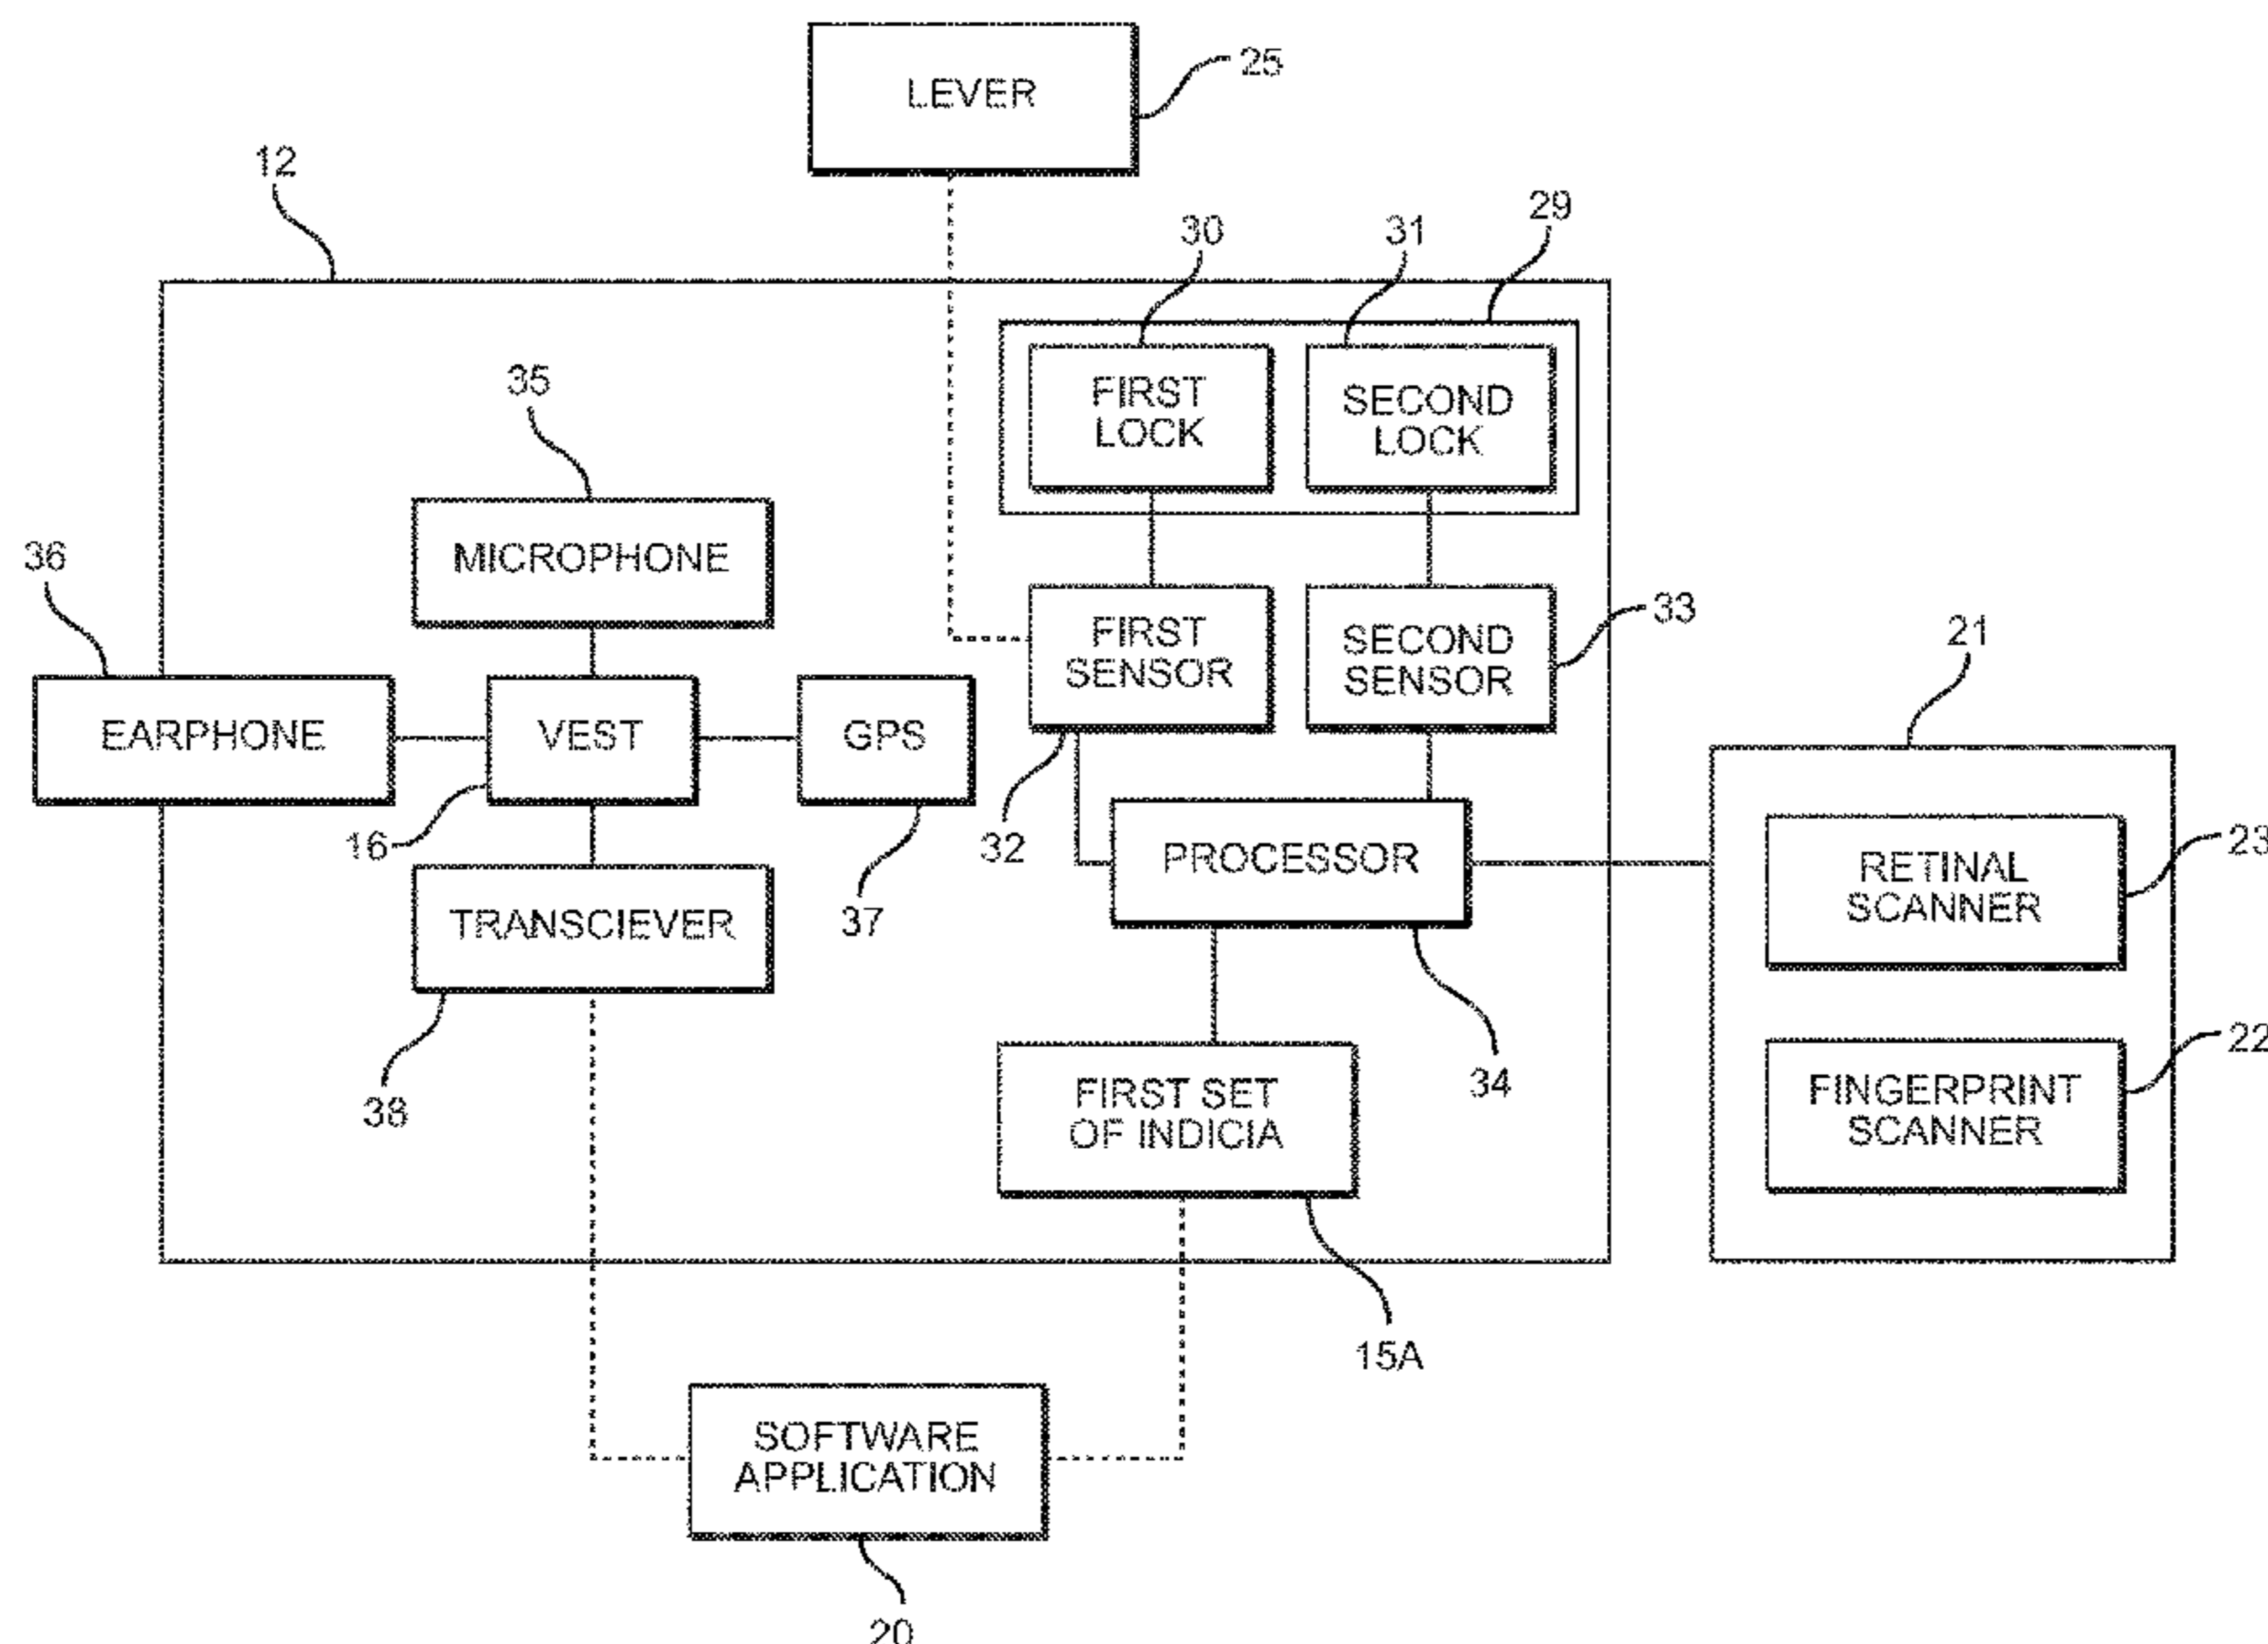 LEVER
25
12
29
30
31
FIRST
LOCK
SECOND
LOCK
35
MICROPHONE
36
EARPHONE
VEST
GPS
16
37
TRANSCIEVER
38
FIRST
SENSOR
32
SECOND
SENSOR
33
PROCESSOR
34
21
RETINAL
SCANNER
23
FINGERPRINT
SCANNER
22
FIRST SET
OF INDICIA
15A
SOFTWARE
APPLICATION
20